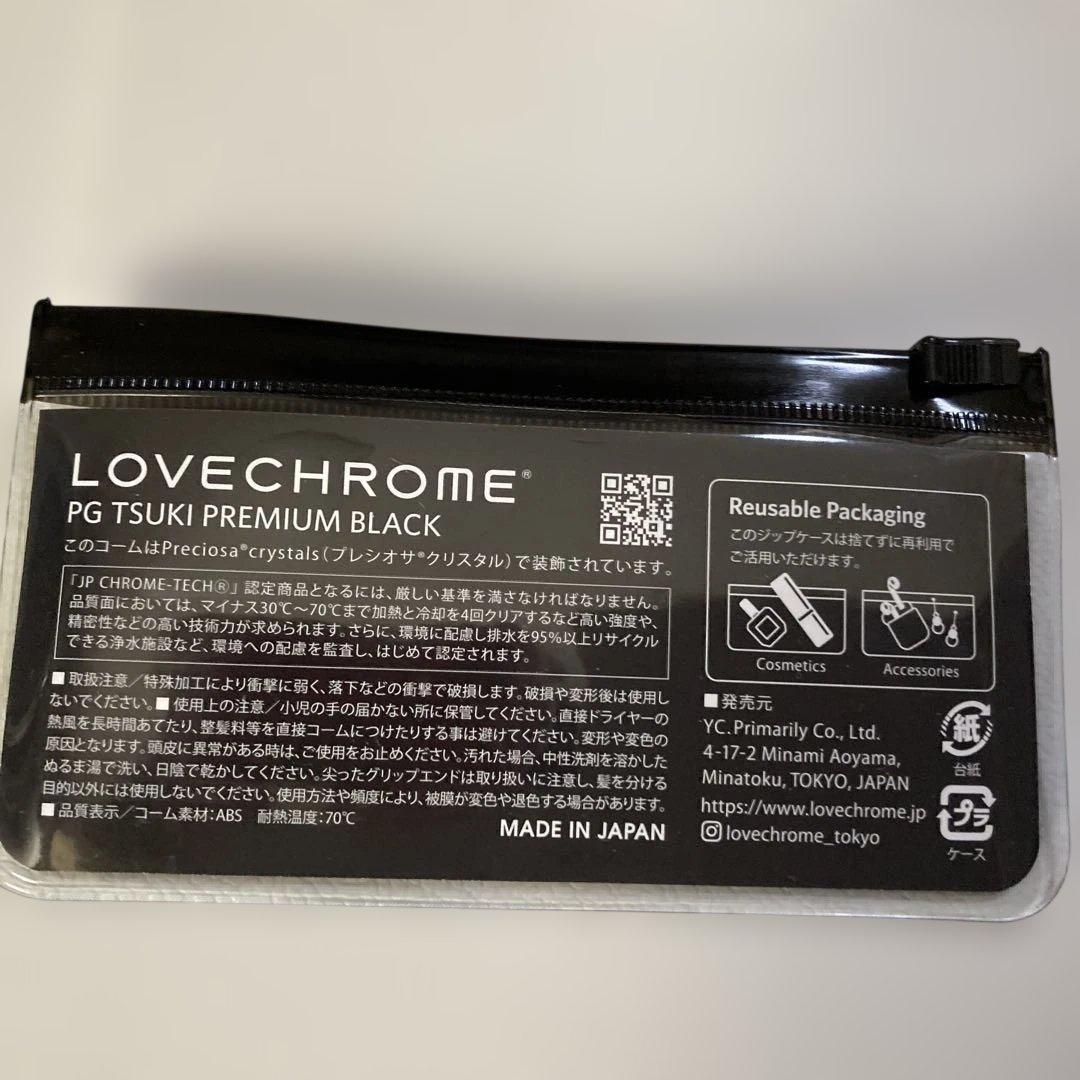 LOVECHROME®
PG TSUKI PREMIUM BLACK
このコームはPreciosa®crystals（プレシオサ®クリスタル）で装飾されています。
「JP CHROME-TECH®」認定商品となるには、厳しい基準を満さなければなりません。
品質面においては、マイナス30℃〜70℃まで加熱と冷却を4回クリアするなど高い強度や、
精密性などの高い技術力が求められます。さらに、環境に配慮し排水を95%以上リサイクル
できる浄水施設など、環境への配慮を監査し、はじめて認定されます。
■ 取扱注意／特殊加工により衝撃に弱く、落下などの衝撃で破損します。破損や変形後は使用し
ないでください。■ 使用上の注意／小児の手の届かない所に保管してください。直接ドライヤーの
熱風を長時間あてたり、整髪料等を直接コームにつけたりする事は避けてください。変形や変色の
原因となります。頭皮に異常がある時は、ご使用をお止めください。汚れた場合、中性洗剤を溶かした
ぬるま湯で洗い、日陰で乾かしてください。尖ったグリップエンドは取り扱いに注意し、髪を分ける
目的以外には使用しないでください。使用方法や頻度により、被膜が変色や退色する場合があります。
■ 品質表示／コーム素材：ABS　耐熱温度：70℃
MADE IN JAPAN
Reusable Packaging
このジップケースは捨てずに再利用で
ご活用いただけます。
Cosmetics
Accessories
■ 発売元
YC.Primarily Co., Ltd.
4-17-2 Minami Aoyama,
Minatoku, TOKYO, JAPAN
https://www.lovechrome.jp
lovechrome_tokyo
紙
台紙
プラ
ケース